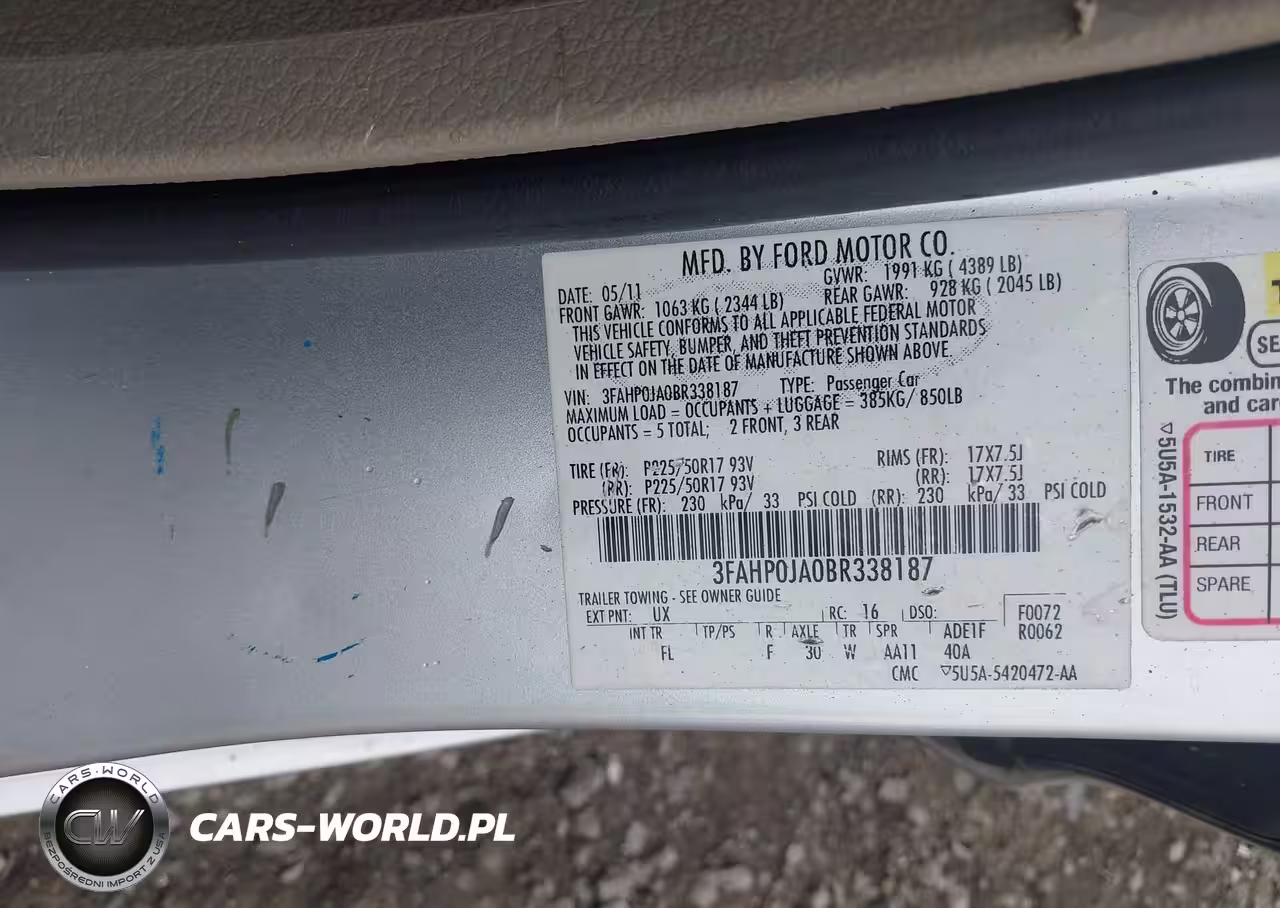 MFD. BY FORD MOTOR CO.
DATE: 05/11 GVWR: 1991 KG ( 4389 LB)
FRONT GAWR: 1063 KG ( 2344 LB) REAR GAWR: 928 KG ( 2045 LB)
THIS VEHICLE CONFORMS TO ALL APPLICABLE FEDERAL MOTOR
VEHICLE SAFETY, BUMPER, AND THEFT PREVENTION STANDARDS
IN EFFECT ON THE DATE OF MANUFACTURE SHOWN ABOVE.
VIN: 3FAHP0JA0BR338187 TYPE: Passenger Car
MAXIMUM LOAD = OCCUPANTS + LUGGAGE = 385KG/ 850LB
OCCUPANTS = 5 TOTAL; 2 FRONT, 3 REAR
TIRE (FR): P225/50R17 93V RIMS (FR): 17X7.5J
(RR): P225/50R17 93V (RR): 17X7.5J
PRESSURE (FR): 230 kPa/ 33 PSI COLD (RR): 230 kPa/ 33 PSI COLD
3FAHP0JA0BR338187
TRAILER TOWING - SEE OWNER GUIDE
EXT PNT: UX RC: 16 DSO: F0072
INT TR TP/PS R AXLE TR SPR ADE1F R0062
FL F 30 W AA11 40A
CMC ▽5U5A-5420472-AA
SE
The combin
and car
TIRE
FRONT
REAR
SPARE
▽5U5A-1532-AA (TLU)
CARS-WORLD
CW
BEZPOŚREDNI IMPORT Z USA
CARS-WORLD.PL